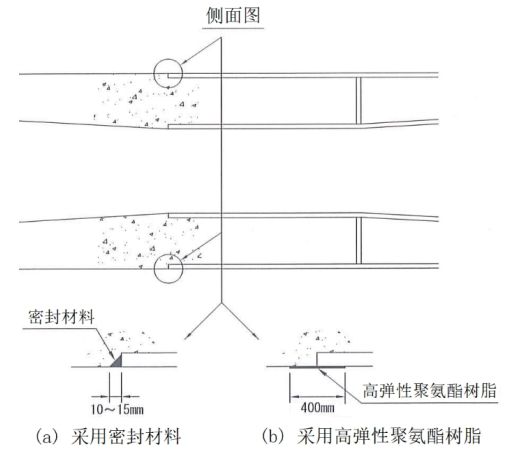 侧面图
密封材料
高弹性聚氨酯树脂
10～15mm
400mm
(a) 采用密封材料
(b) 采用高弹性聚氨酯树脂